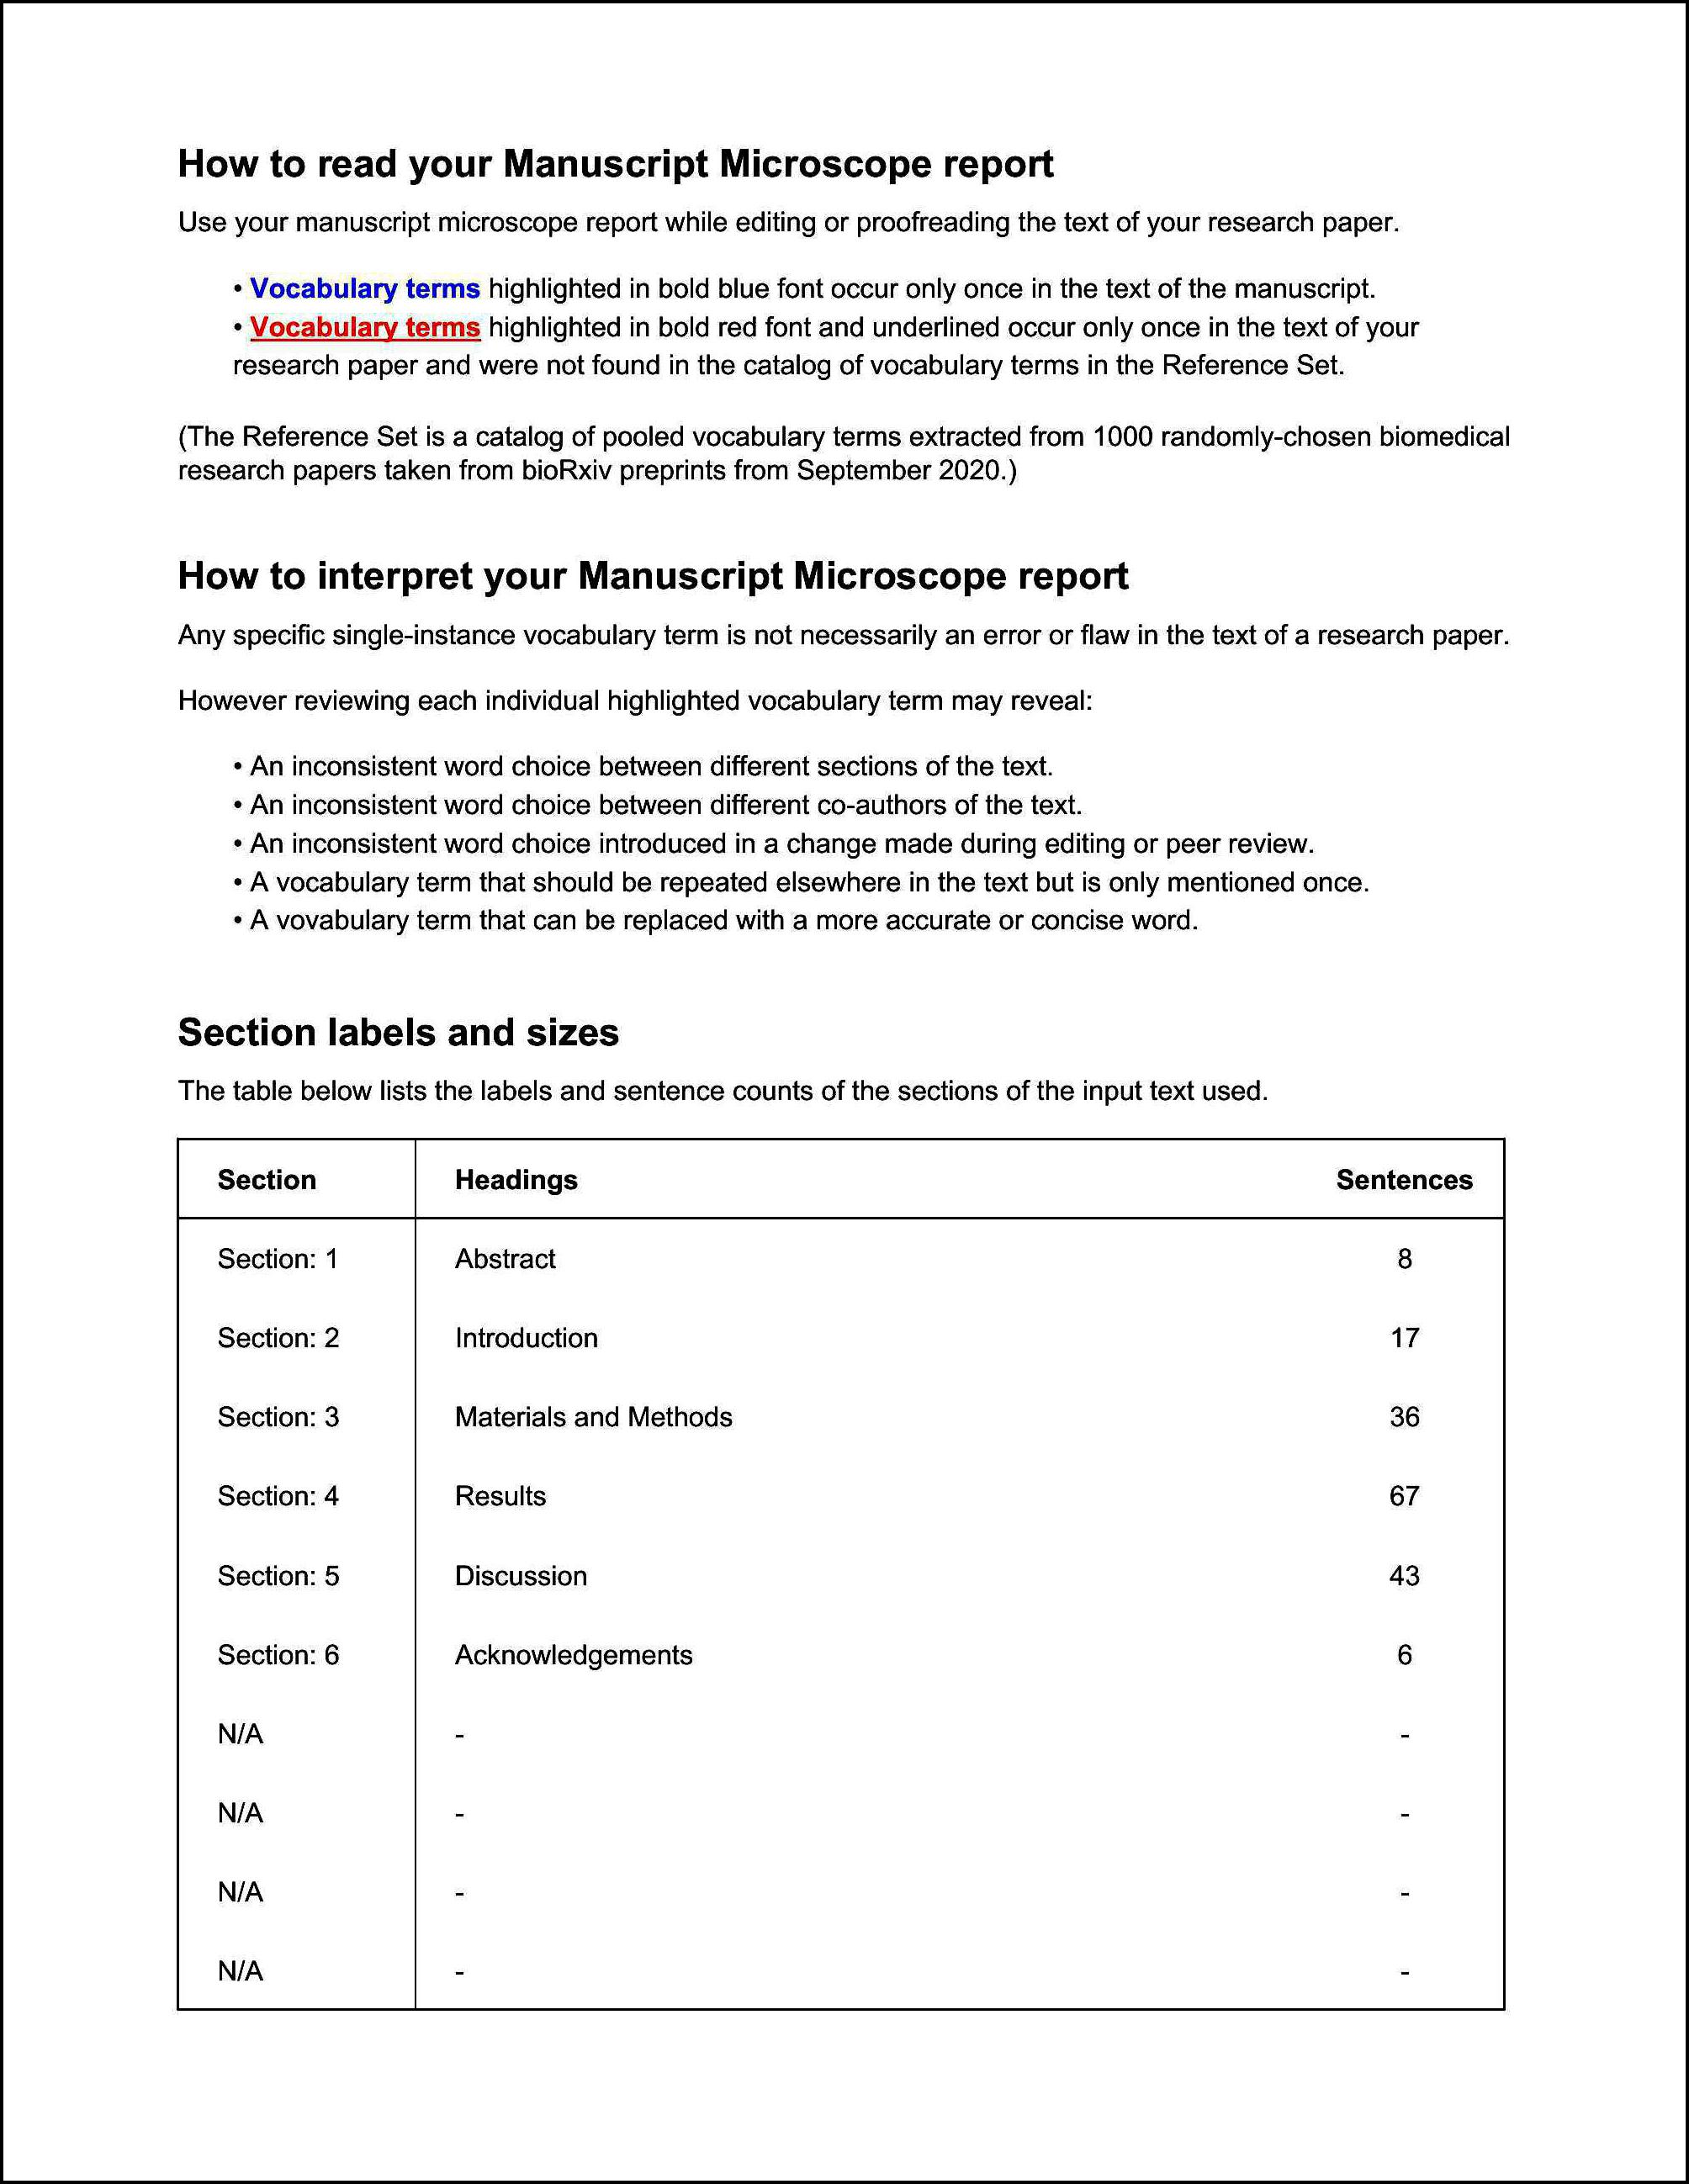 How to read your Manuscript Microscope report
Use your manuscript microscope report while editing or proofreading the text of your research paper.
• Vocabulary terms highlighted in bold blue font occur only once in the text of the manuscript.
• Vocabulary terms highlighted in bold red font and underlined occur only once in the text of your
research paper and were not found in the catalog of vocabulary terms in the Reference Set.
(The Reference Set is a catalog of pooled vocabulary terms extracted from 1000 randomly-chosen biomedical
research papers taken from bioRxiv preprints from September 2020.)
How to interpret your Manuscript Microscope report
Any specific single-instance vocabulary term is not necessarily an error or flaw in the text of a research paper.
However reviewing each individual highlighted vocabulary term may reveal:
• An inconsistent word choice between different sections of the text.
• An inconsistent word choice between different co-authors of the text.
• An inconsistent word choice introduced in a change made during editing or peer review.
• A vocabulary term that should be repeated elsewhere in the text but is only mentioned once.
• A vovabulary term that can be replaced with a more accurate or concise word.
Section labels and sizes
The table below lists the labels and sentence counts of the sections of the input text used.
Section Headings Sentences
Section: 1 Abstract 8
Section: 2 Introduction 17
Section: 3 Materials and Methods 36
Section: 4 Results 67
Section: 5 Discussion 43
Section: 6 Acknowledgements 6
N/A - -
N/A - -
N/A - -
N/A - -